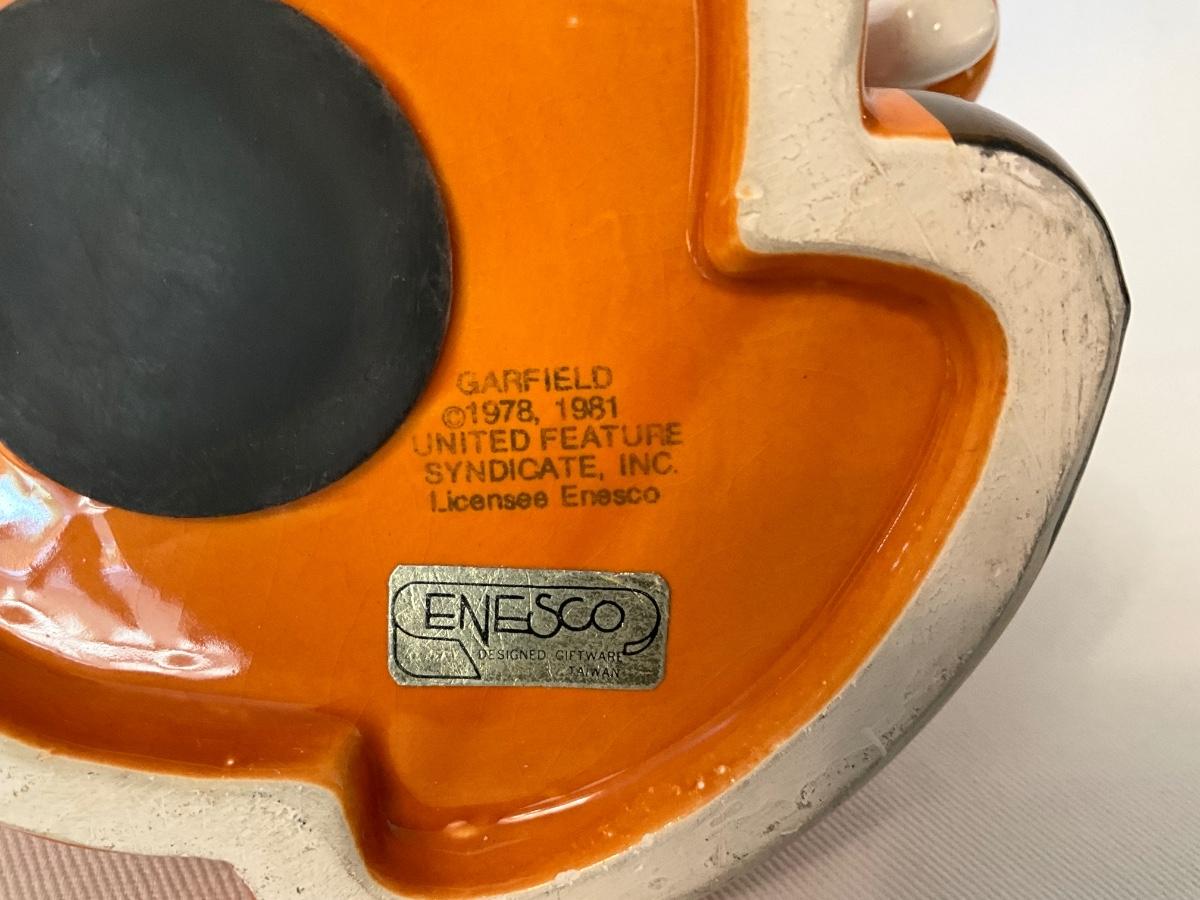 GARFIELD
©1978, 1981
UNITED FEATURE
SYNDICATE, INC.
Licensee Enesco
ENESCO
DESIGNED GIFTWARE
TAIWAN